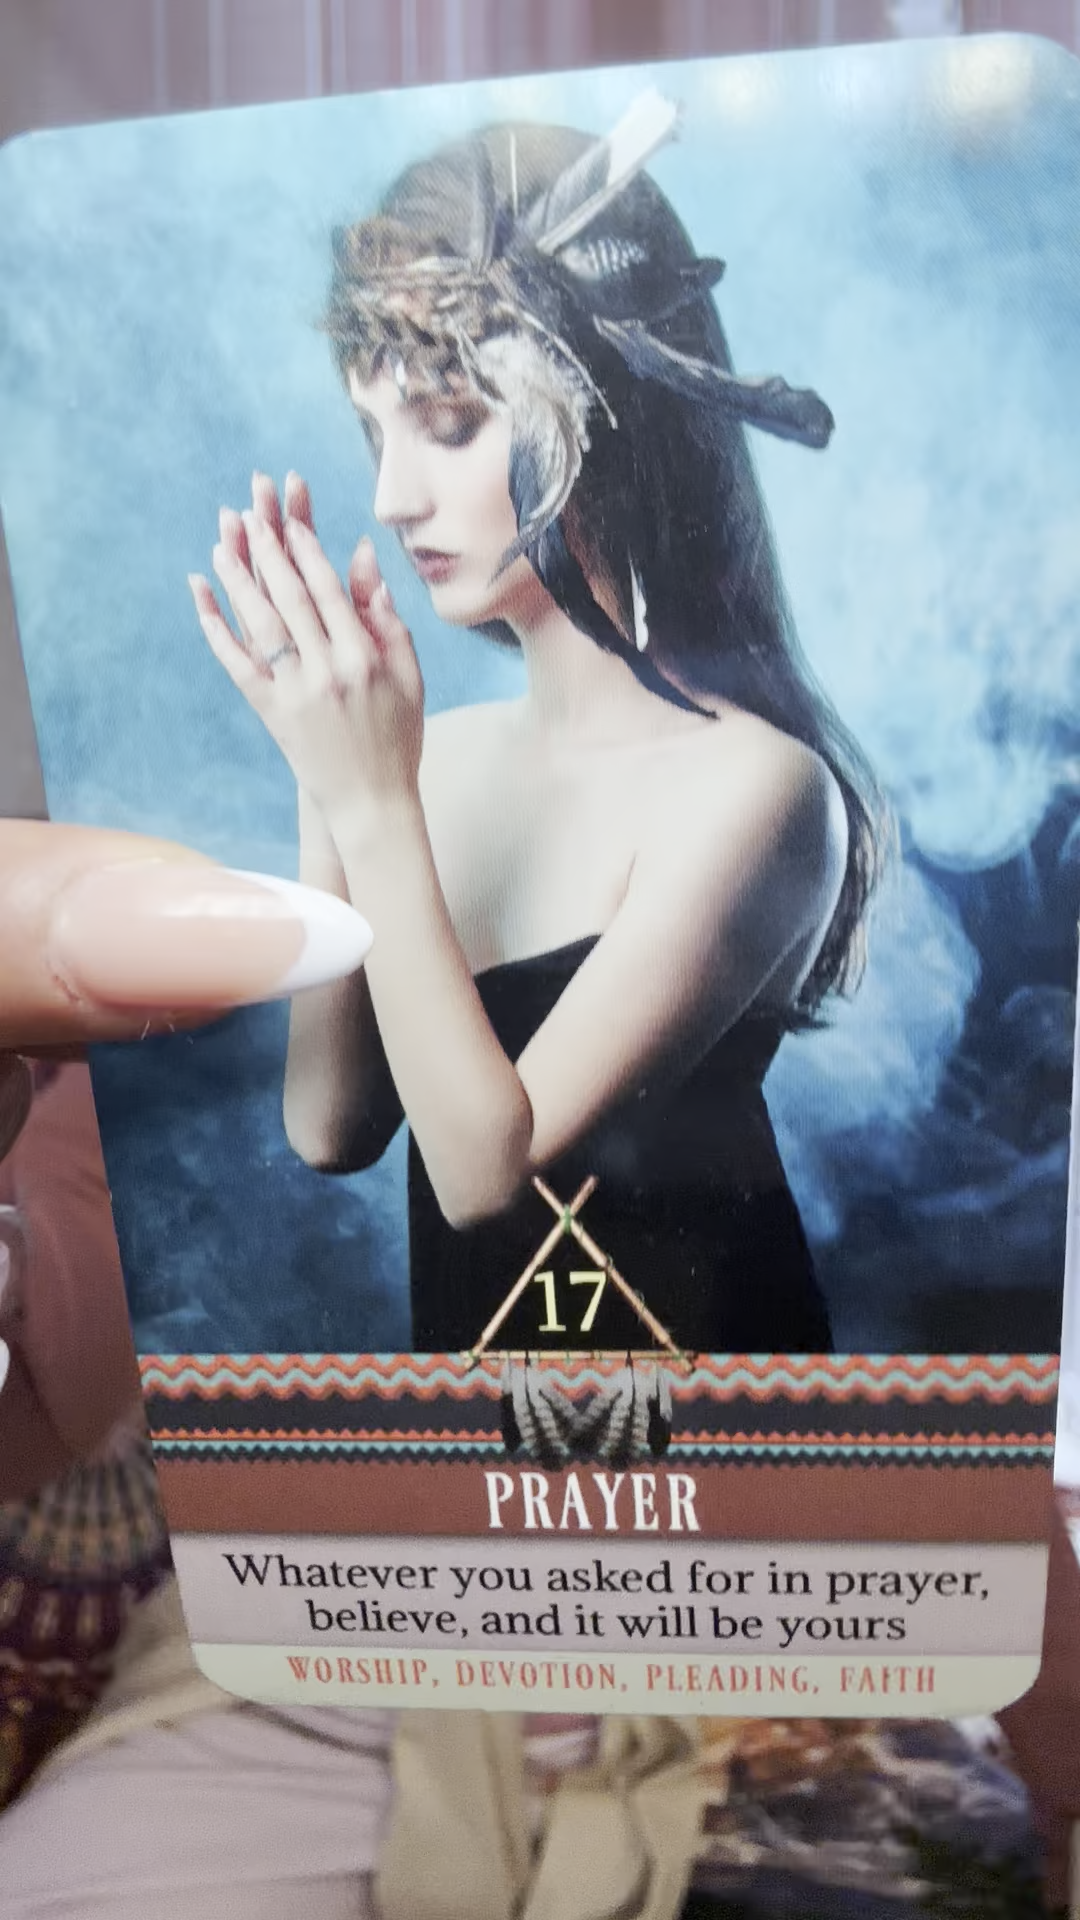 17
PRAYER
Whatever you asked for in prayer,
believe, and it will be yours
WORSHIP, DEVOTION, PLEADING, FAITH